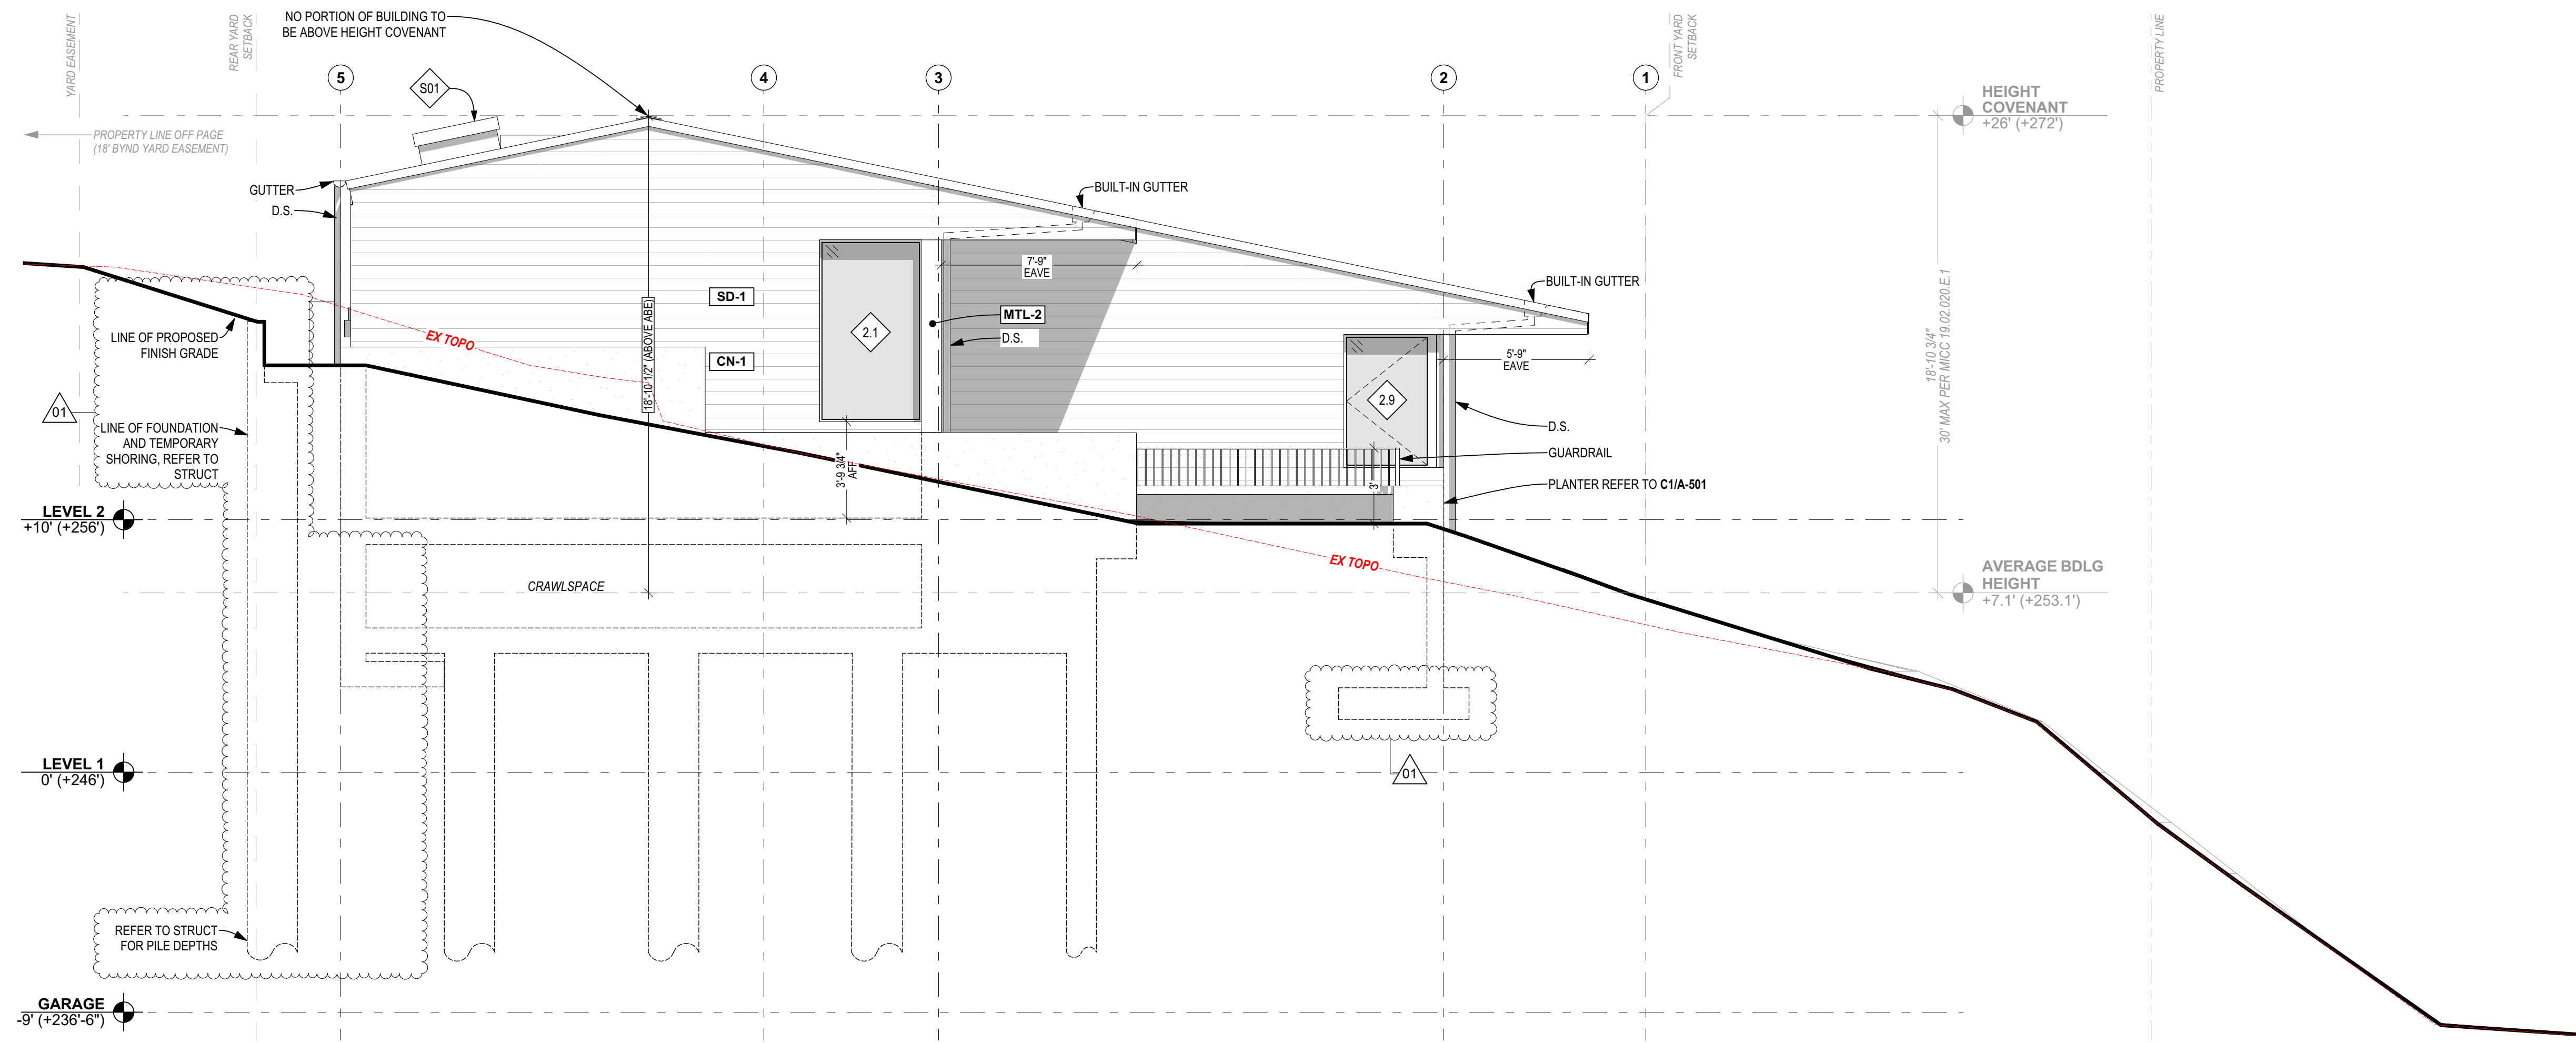 YARD EASEMENT
REAR YARD
SETBACK
NO PORTION OF BUILDING TO
BE ABOVE HEIGHT COVENANT
FRONT YARD
SETBACK
PROPERTY LINE
5
4
3
2
1
S01
HEIGHT
COVENANT
+26' (+272')
PROPERTY LINE OFF PAGE
(18' BYND YARD EASEMENT)
GUTTER
D.S.
BUILT-IN GUTTER
7'-9"
EAVE
BUILT-IN GUTTER
SD-1
MTL-2
D.S.
2.1
EX TOPO
LINE OF PROPOSED
FINISH GRADE
CN-1
18'-10 1/2" (ABOVE ABE)
5'-9"
EAVE
18'-10 3/4"
30' MAX PER MICC 19.02.020.E.1
2.9
01
LINE OF FOUNDATION
AND TEMPORARY
SHORING, REFER TO
STRUCT
D.S.
GUARDRAIL
3'-9 3/4"
AFF
3'
PLANTER REFER TO C1/A-501
LEVEL 2
+10' (+256')
EX TOPO
AVERAGE BDLG
HEIGHT
+7.1' (+253.1')
CRAWLSPACE
LEVEL 1
0' (+246')
01
REFER TO STRUCT
FOR PILE DEPTHS
GARAGE
-9' (+236'-6")